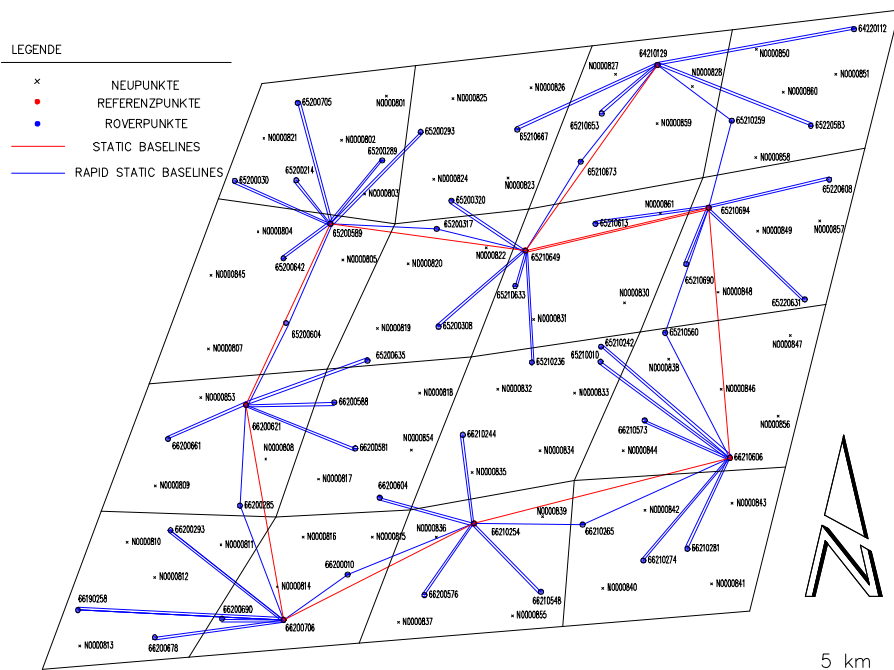 64220112
LEGENDE
64210129
N0000850
N0000827
N0000828
N0000851
× NEUPUNKTE
N0000826
N0000860
REFERENZPUNKTE
65200705
N0000801
N0000825
ROVERPUNKTE
65210653
65210259
65220583
N0000859
65210667
65200293
N0000821
N0000802
STATIC BASELINES
65200289
N0000858
RAPID STATIC BASELINES
65200214
65210673
65200030
N0000824
N0000823
N0000803
65220608
65200320
N0000861
65210694
65210613
N0000857
65200317
N0000804
65200589
N0000849
N0000822
65210649
65200642
N0000805
N0000820
N0000845
65210690
65210633
N0000848
N0000830
65220631
65200308
N0000831
N0000819
65200604
65210560
N0000847
N0000807
65210242
65200635
65210236
65210010
N0000838
N0000853
N0000818
N0000832
N0000833
N0000846
66200588
66200621
N0000856
66210573
66200661
66210244
N0000854
N0000808
66200581
N0000834
N0000844
66210606
N0000835
N0000817
N0000809
66200604
66200285
N0000843
N0000839
N0000842
66200293
66210254
66210265
N0000836
N0000816
N0000815
N0000810
N0000811
66210281
66210274
66200010
N0000812
N0000814
N0000840
N0000841
66190258
66200576
66210548
66200690
N0000855
N0000837
66200706
66200678
N0000813
5 km